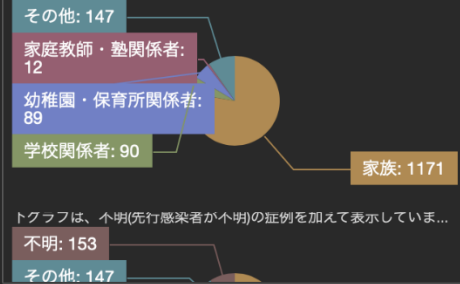 その他: 147
家庭教師・塾関係者:
12
幼稚園・保育所関係者:
89
学校関係者: 90
家族: 1171
トグラフは、不明(先行感染者が不明)の症例を加えて表示していま...
不明: 153
その他: 147